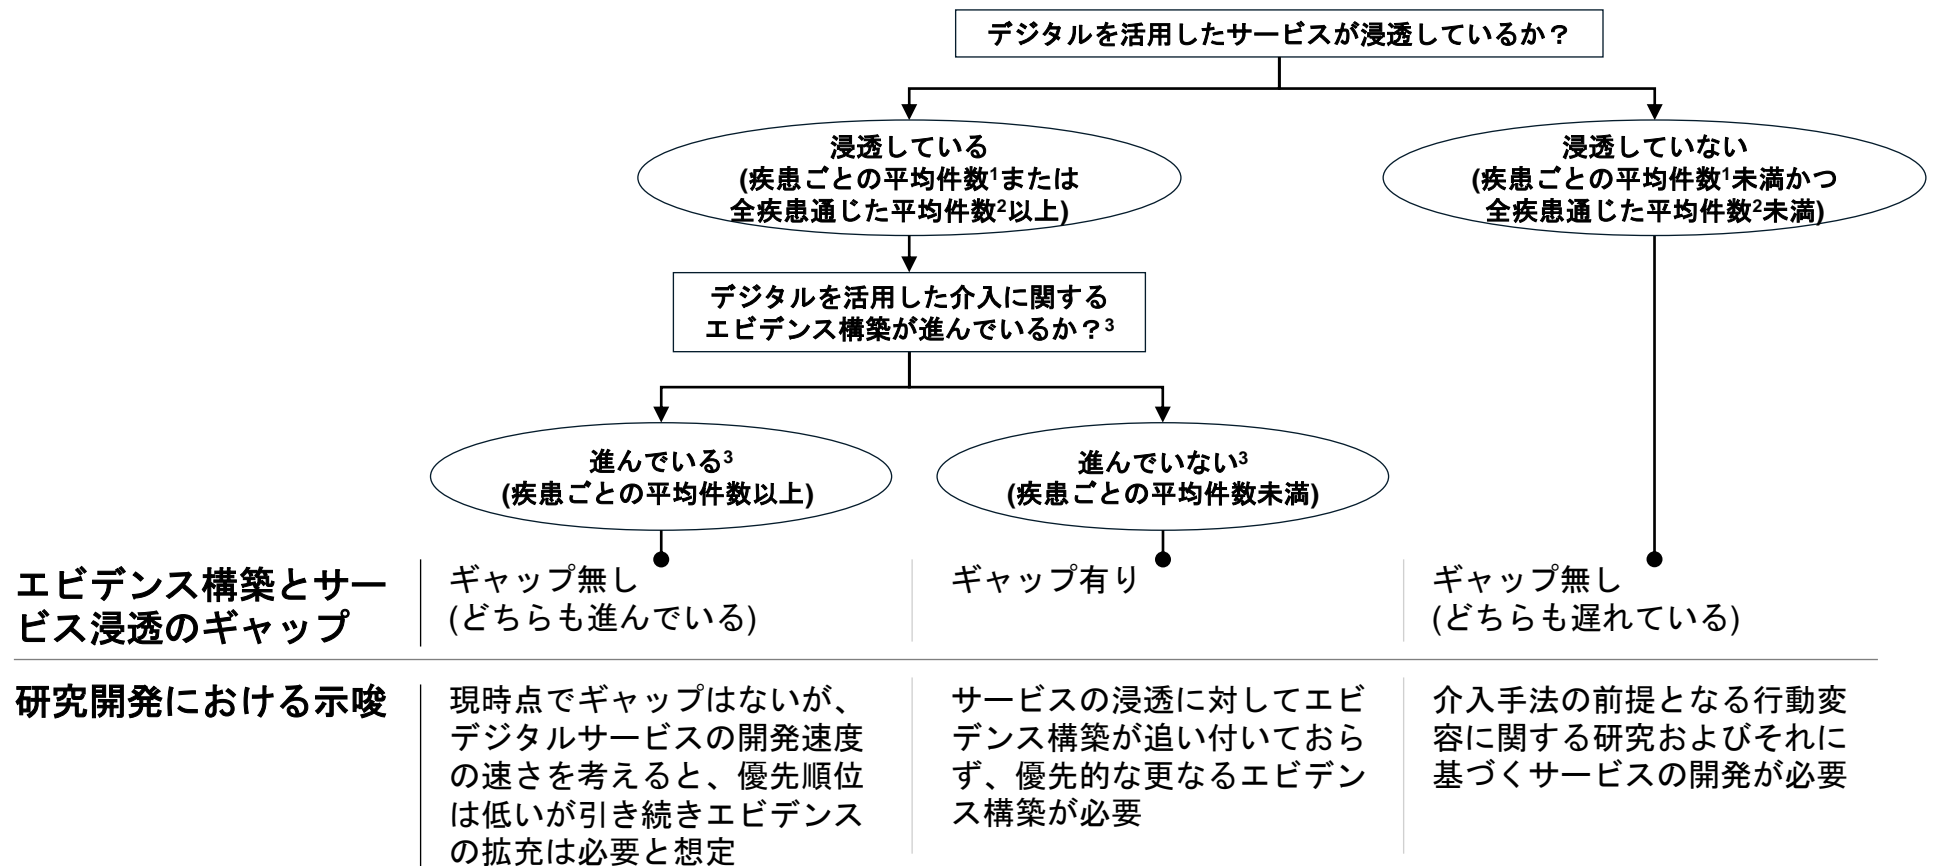 デジタルを活用したサービスが浸透しているか？
浸透している
(疾患ごとの平均件数¹または
全疾患通じた平均件数²以上)
浸透していない
(疾患ごとの平均件数¹未満かつ
全疾患通じた平均件数²未満)
デジタルを活用した介入に関する
エビデンス構築が進んでいるか？³
進んでいる³
(疾患ごとの平均件数以上)
進んでいない³
(疾患ごとの平均件数未満)
エビデンス構築とサー
ビス浸透のギャップ
ギャップ無し
(どちらも進んでいる)
ギャップ有り
ギャップ無し
(どちらも遅れている)
研究開発における示唆
現時点でギャップはないが、
デジタルサービスの開発速度
の速さを考えると、優先順位
は低いが引き続きエビデンス
の拡充は必要と想定
サービスの浸透に対してエビ
デンス構築が追い付いておら
ず、優先的な更なるエビデン
ス構築が必要
介入手法の前提となる行動変
容に関する研究およびそれに
基づくサービスの開発が必要